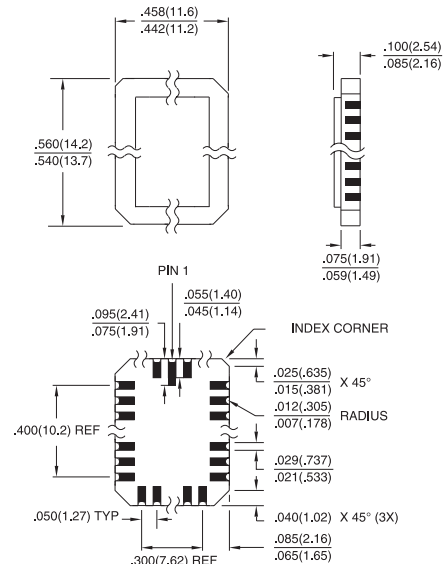 .458(11.6)
.442(11.2)
.100(2.54)
.085(2.16)
.560(14.2)
.540(13.7)
.075(1.91)
.059(1.49)
PIN 1
.055(1.40)
.045(1.14)
.095(2.41)
.075(1.91)
INDEX CORNER
.025(.635)
.015(.381) X 45°
.012(.305)
.007(.178) RADIUS
.400(10.2) REF
.029(.737)
.021(.533)
.050(1.27) TYP
.040(1.02) X 45° (3X)
.085(2.16)
.065(1.65)
.300(7.62) REF